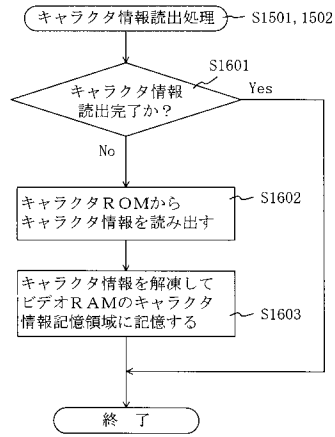 キャラクタ情報読出処理
S1501, 1502
キャラクタ情報
読出完了か？
S1601
Yes
No
キャラクタROMから
キャラクタ情報を読み出す
S1602
キャラクタ情報を解凍して
ビデオRAMのキャラクタ
情報記憶領域に記憶する
S1603
終 了